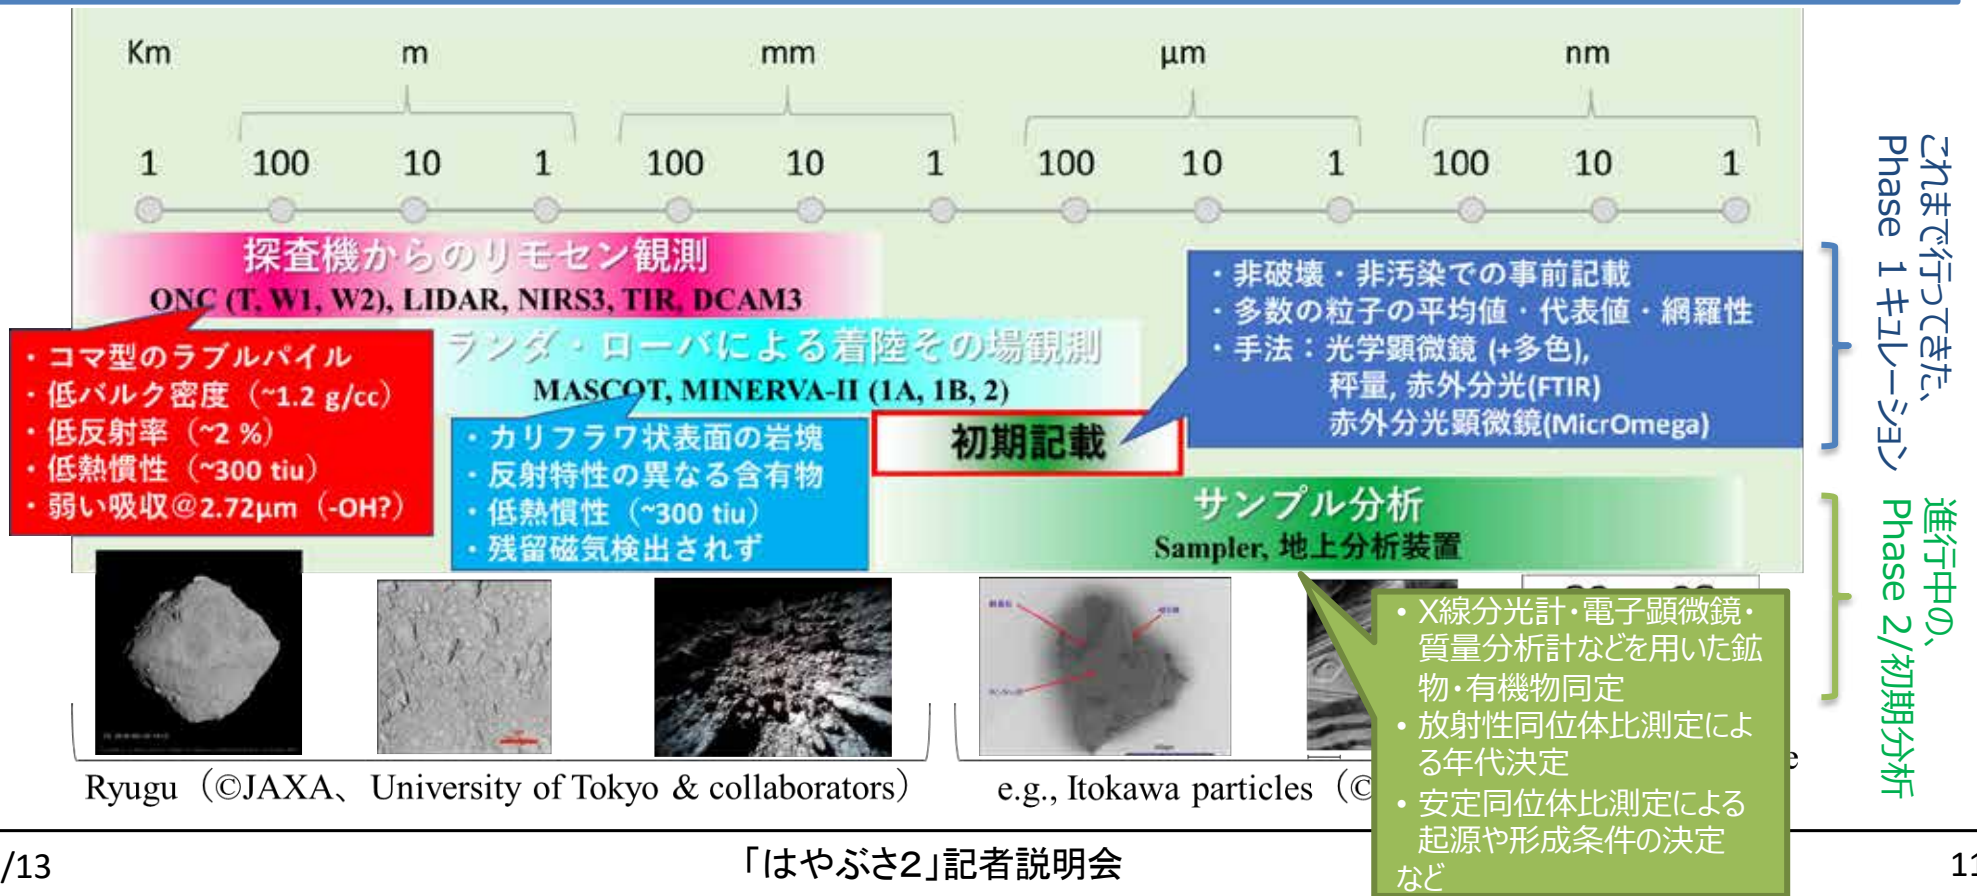 Km
m
mm
μm
nm
1 100 10 1 100 10 1 100 10 1 100 10 1
探査機からのリモセン観測
ONC (T, W1, W2), LIDAR, NIRS3, TIR, DCAM3
ランダ・ローバによる着陸その場観測
MASCOT, MINERVA-II (1A, 1B, 2)
・コマ型のラブルパイル
・低バルク密度（~1.2 g/cc）
・低反射率（~2 %）
・低熱慣性（~300 tiu）
・弱い吸収@2.72μm（-OH?）
・カリフラワ状表面の岩塊
・反射特性の異なる含有物
・低熱慣性（~300 tiu）
・残留磁気検出されず
・非破壊・非汚染での事前記載
・多数の粒子の平均値・代表値・網羅性
・手法：光学顕微鏡 (+多色),
秤量, 赤外分光(FTIR)
赤外分光顕微鏡(MicrOmega)
初期記載
サンプル分析
Sampler, 地上分析装置
これまで行ってきた、
Phase 1 キュレーション
進行中の、
Phase 2/初期分析
• X線分光計・電子顕微鏡・
質量分析計などを用いた鉱
物・有機物同定
• 放射性同位体比測定によ
る年代決定
• 安定同位体比測定による
起源や形成条件の決定
など
Ryugu（©JAXA、University of Tokyo & collaborators）
e.g., Itokawa particles（©
/13
「はやぶさ2」記者説明会
11